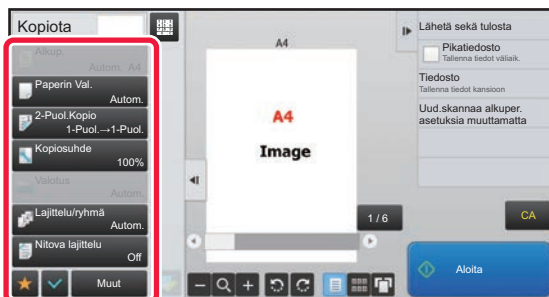 Kopiota
Alkup.
Autom. A4
Paperin Val.
Autom.
2-Puol.Kopio
1-Puol.→1-Puol.
Kopiosuhde
100%
Valotus
Autom.
Lajittelu/ryhmä
Autom.
Nitova lajittelu
Off
Muut
A4
A4
Image
1 / 6
Lähetä sekä tulosta
Pikatiedosto
Tallenna tiedot väliaik.
Tiedosto
Tallenna tiedot kansioon
Uud.skannaa alkuper.
asetuksia muuttamatta
CA
Aloita